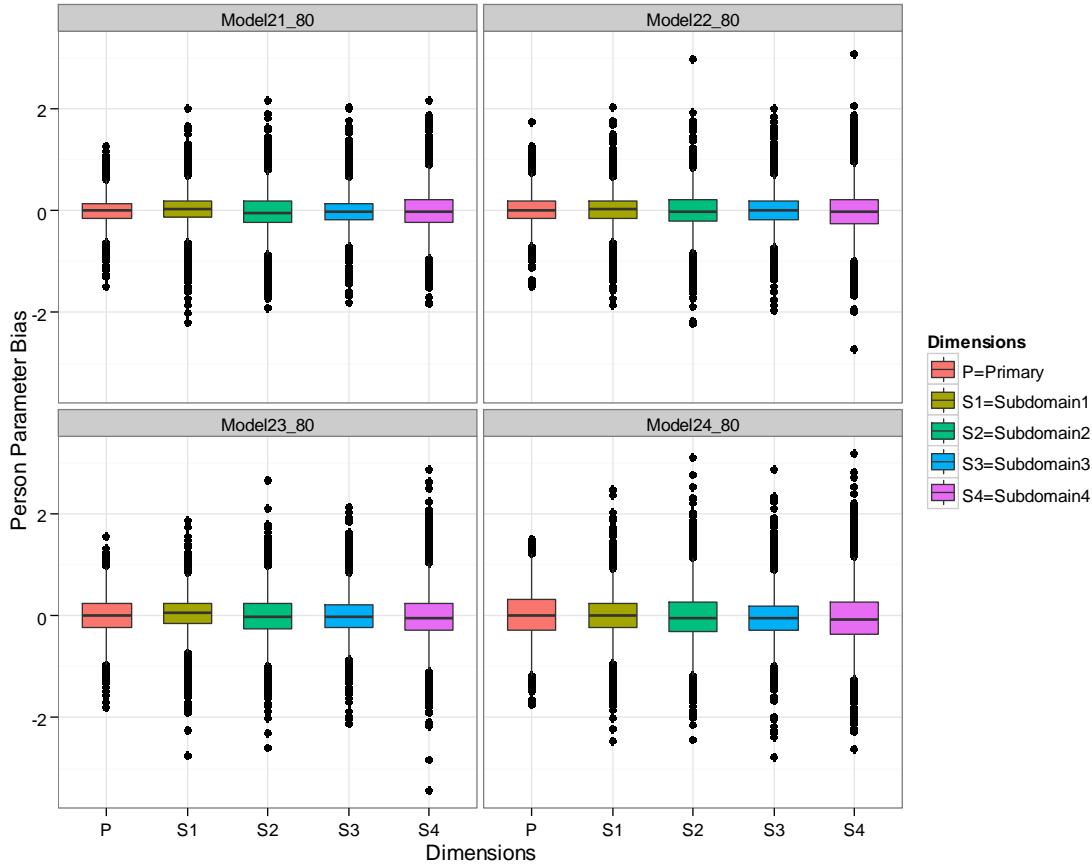 Model21_80
Model22_80
2
0
-2
Model23_80
Model24_80
2
0
-2
P
S1
S2
S3
S4
P
S1
S2
S3
S4
Dimensions
Person Parameter Bias
Dimensions
P=Primary
S1=Subdomain1
S2=Subdomain2
S3=Subdomain3
S4=Subdomain4